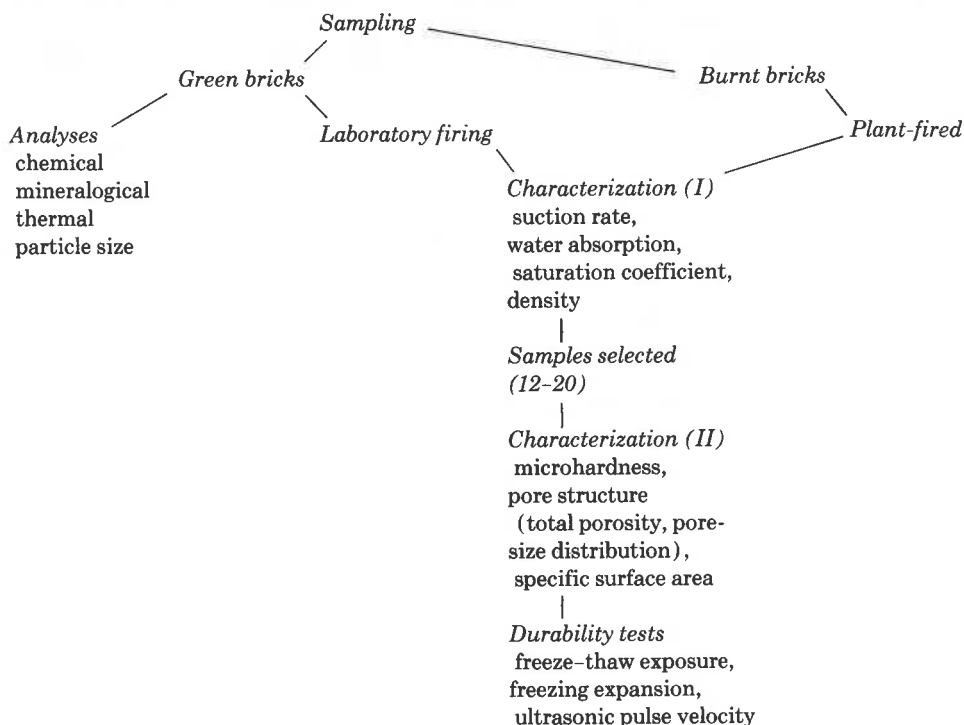 Sampling
Green bricks
Burnt bricks
Analyses
chemical
mineralogical
thermal
particle size
Laboratory firing
Plant-fired
Characterization (I)
suction rate,
water absorption,
saturation coefficient,
density
Samples selected
(12–20)
Characterization (II)
microhardness,
pore structure
(total porosity, pore-
size distribution),
specific surface area
Durability tests
freeze–thaw exposure,
freezing expansion,
ultrasonic pulse velocity